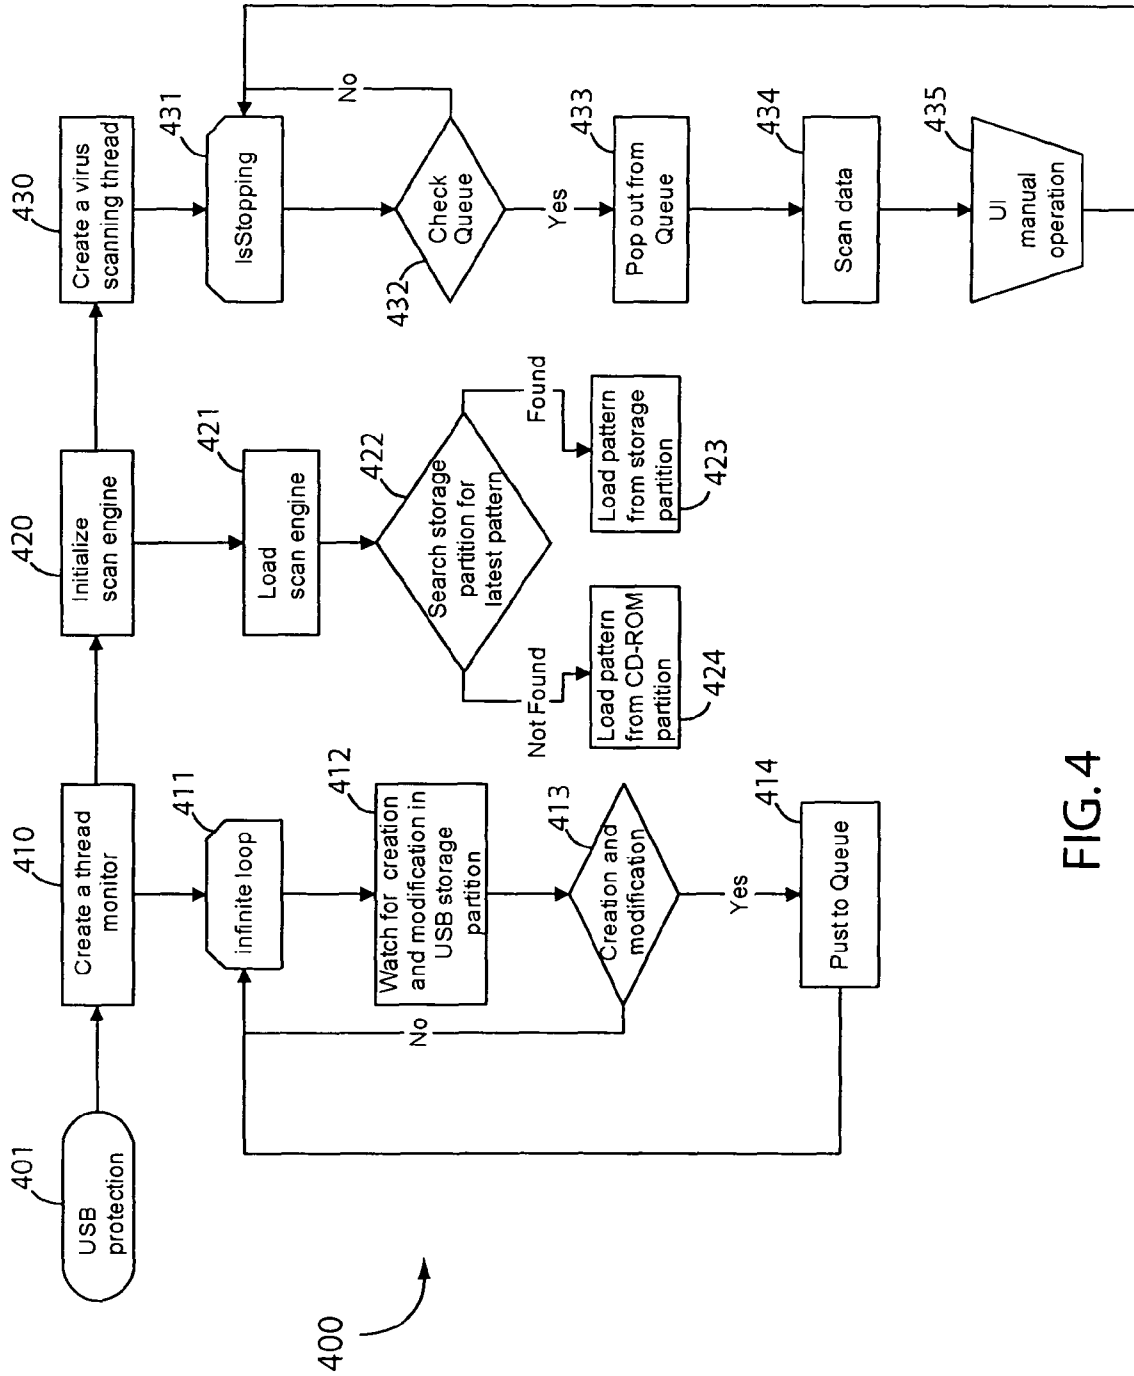 400
401
USB
protection
410
Create a thread
monitor
411
infinite loop
412
Watch for creation
and modification in
USB storage
partition
413
Creation and
modification
No
Yes
414
Pust to Queue
420
Initialize
scan engine
421
Load
scan engine
422
Search storage
partition for
latest pattern
Not Found
Found
Load pattern
from CD-ROM
partition
424
Load pattern
from storage
partition
423
430
Create a virus
scanning thread
431
IsStopping
432
Check
Queue
No
Yes
433
Pop out from
Queue
434
Scan data
435
UI
manual
operation
FIG. 4